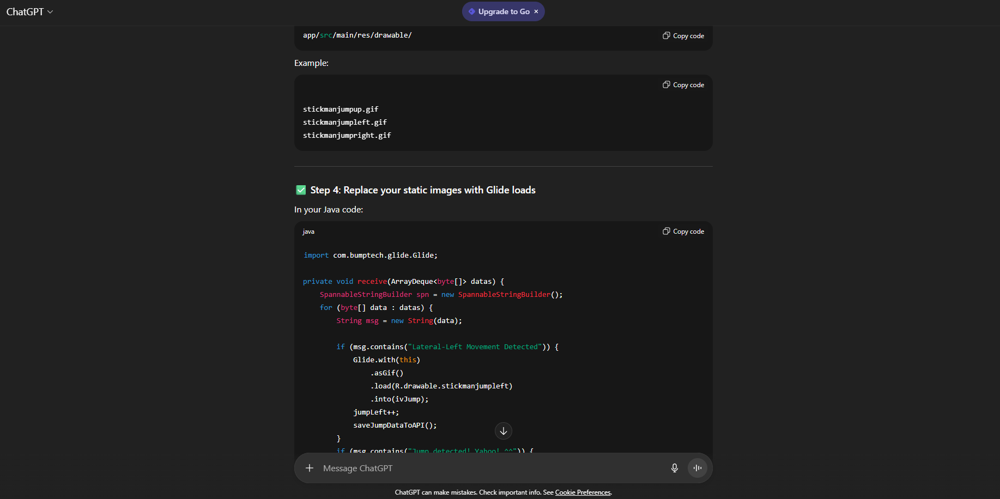 ChatGPT
Upgrade to Go ×
app/src/main/res/drawable/
Copy code
Example:
Copy code
stickmanjumpup.gif
stickmanjumpleft.gif
stickmanjumpright.gif
Step 4: Replace your static images with Glide loads
In your Java code:
java
Copy code
import com.bumptech.glide.Glide;
private void receive(ArrayDeque<byte[]> datas) {
SpannableStringBuilder spn = new SpannableStringBuilder();
for (byte[] data : datas) {
String msg = new String(data);
if (msg.contains("Lateral-Left Movement Detected")) {
Glide.with(this)
.asGif()
.load(R.drawable.stickmanjumpleft)
.into(ivJump);
jumpLeft++;
saveJumpDataToAPI();
}
if (msg.contains("Jump detected! Yahoo! ^^")) {
Message ChatGPT
ChatGPT can make mistakes. Check important info. See Cookie Preferences.